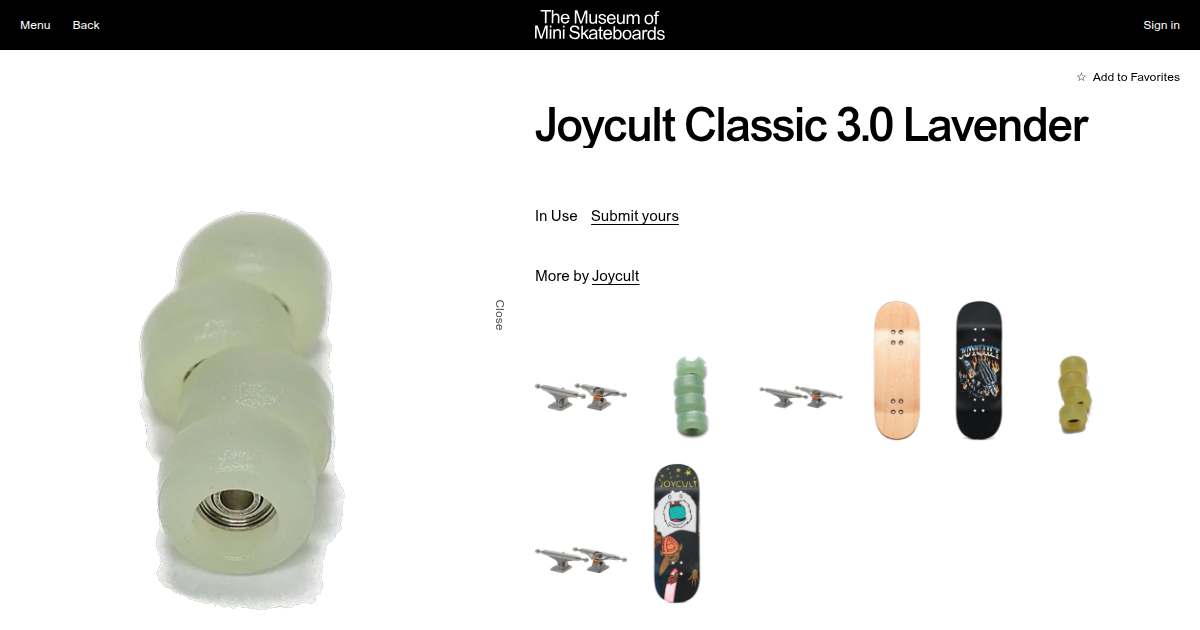 Menu
Back
The Museum of
Mini Skateboards
Sign in
☆ Add to Favorites
Joycult Classic 3.0 Lavender
In Use
Submit yours
More by Joycult
Close
JOYCULT
JOYCULT